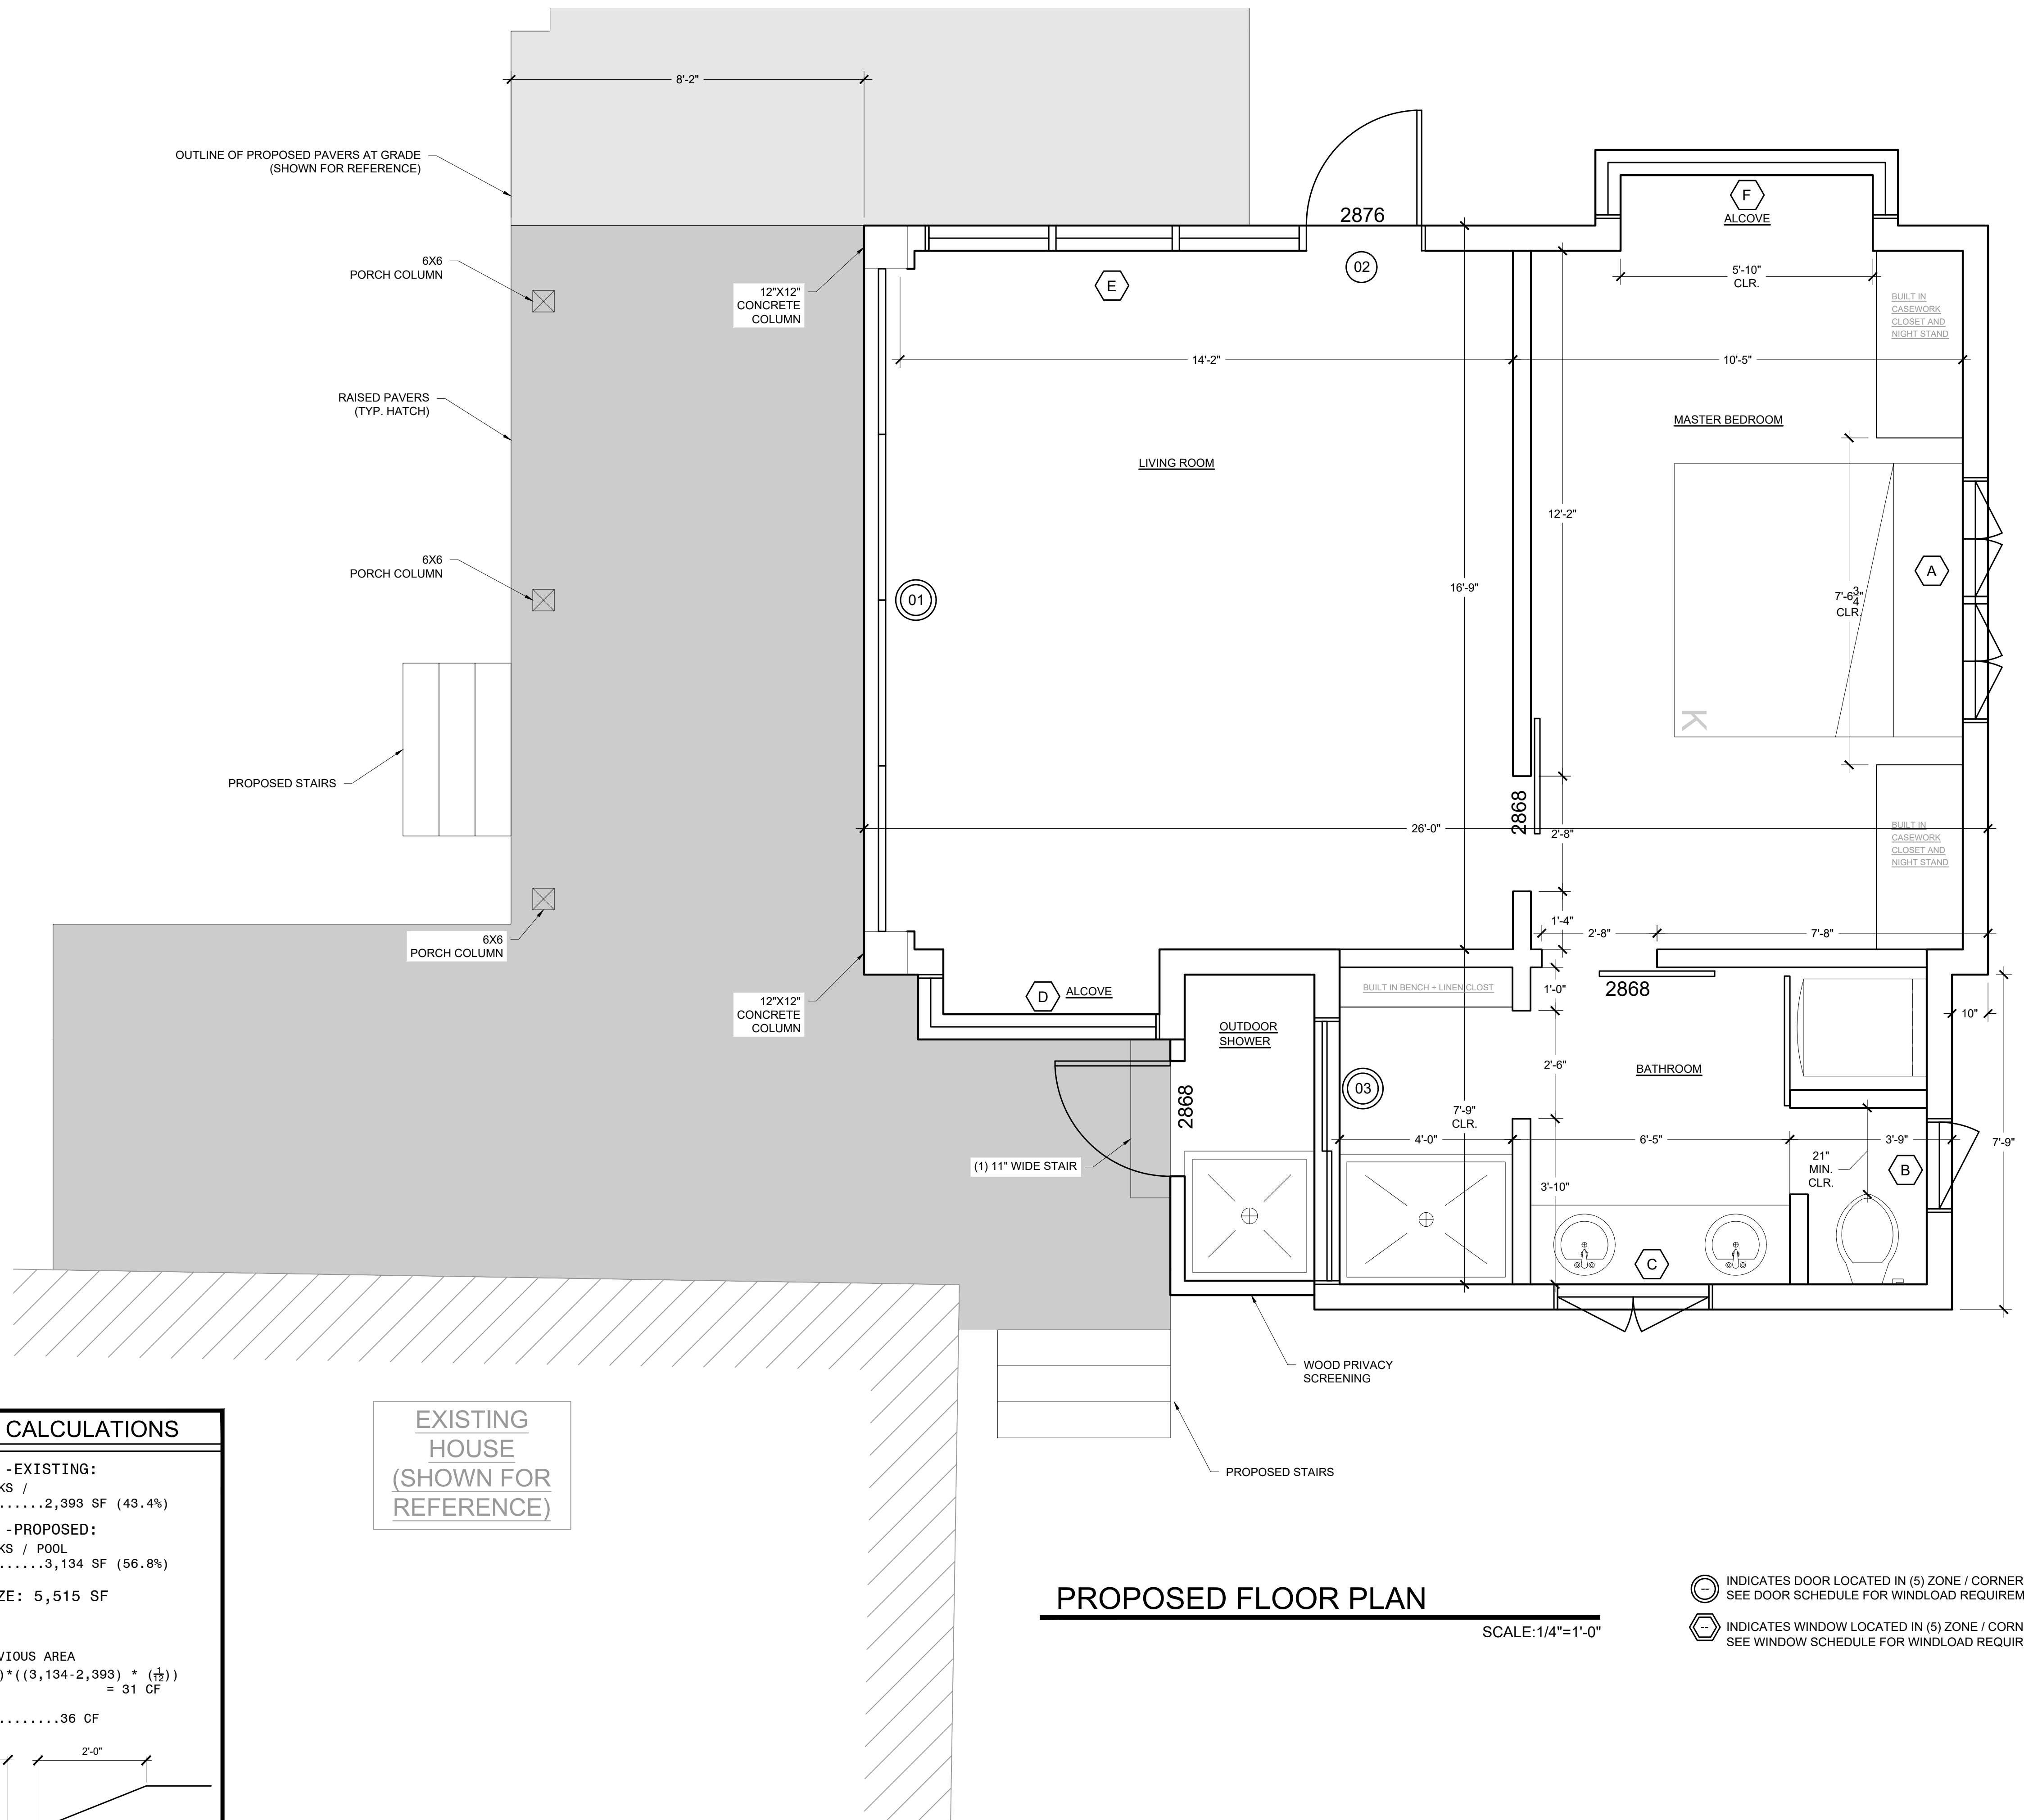 8'-2"
OUTLINE OF PROPOSED PAVERS AT GRADE
(SHOWN FOR REFERENCE)
2876
F
ALCOVE
6X6
PORCH COLUMN
02
12"X12"
CONCRETE
COLUMN
E
5'-10"
CLR.
BUILT IN
CASEWORK
CLOSET AND
NIGHT STAND
14'-2"
10'-5"
RAISED PAVERS
(TYP. HATCH)
MASTER BEDROOM
LIVING ROOM
12'-2"
6X6
PORCH COLUMN
01
16'-9"
7'-6 3/4"
CLR.
A
K
PROPOSED STAIRS
2868
26'-0"
2'-8"
BUILT IN
CASEWORK
CLOSET AND
NIGHT STAND
1'-4"
2'-8"
7'-8"
6X6
PORCH COLUMN
12"X12"
CONCRETE
COLUMN
D
ALCOVE
BUILT IN BENCH + LINEN CLOST
1'-0"
2868
10"
OUTDOOR
SHOWER
2'-6"
BATHROOM
03
2868
7'-9"
CLR.
4'-0"
6'-5"
3'-9"
7'-9"
(1) 11" WIDE STAIR
21"
MIN.
CLR.
B
3'-10"
C
WOOD PRIVACY
SCREENING
PROPOSED STAIRS
EXISTING
HOUSE
(SHOWN FOR
REFERENCE)
CALCULATIONS
-EXISTING:
KS /
......2,393 SF (43.4%)
-PROPOSED:
KS / POOL
......3,134 SF (56.8%)
ZE: 5,515 SF
VIOUS AREA
)*((3,134-2,393) * (1/12))
= 31 CF
........36 CF
2'-0"
PROPOSED FLOOR PLAN
SCALE:1/4"=1'-0"
--
INDICATES DOOR LOCATED IN (5) ZONE / CORNER
SEE DOOR SCHEDULE FOR WINDLOAD REQUIREM
--
INDICATES WINDOW LOCATED IN (5) ZONE / CORN
SEE WINDOW SCHEDULE FOR WINDLOAD REQUIR